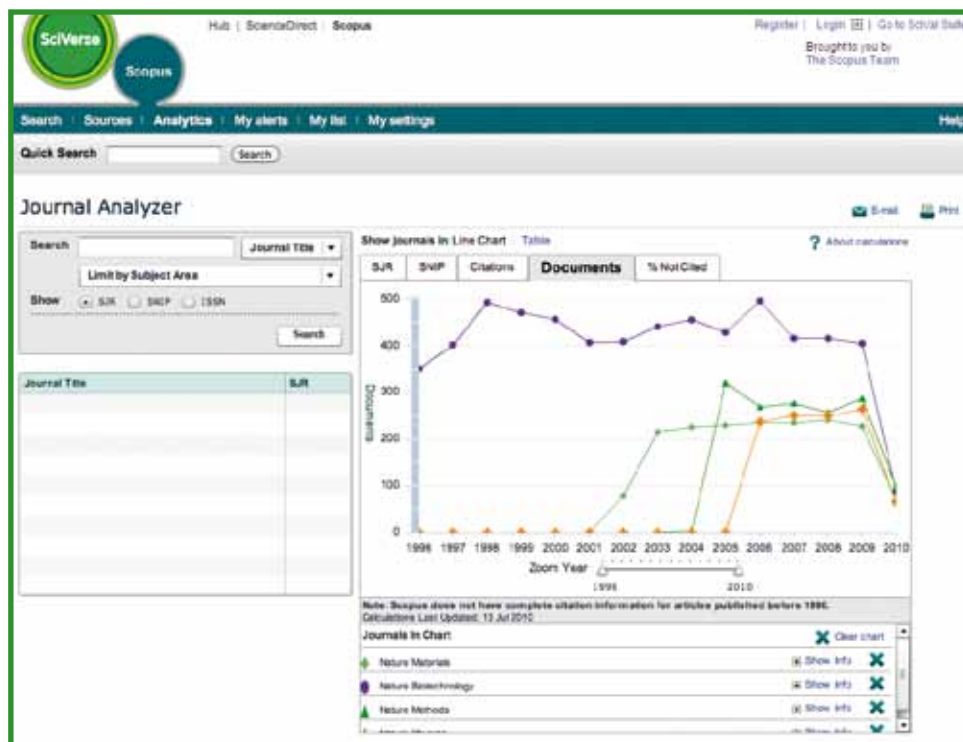 SciVerse
Scopus
Hub | ScienceDirect | Scopus
Register | Login | Go to SciVal Suite
Brought to you by
The Scopus Team
Search | Sources | Analytics | My alerts | My list | My settings
Help
Quick Search
Search
Journal Analyzer
E-mail
Print
Search
Journal Title
Limit by Subject Area
Show SJR SNIP ISSN
Search
Journal Title SJR
Show journals in: Line Chart Table
? About calculations
SJR SNIP Citations Documents % Not Cited
Documents
500
400
300
200
100
0
1996 1997 1998 1999 2000 2001 2002 2003 2004 2005 2006 2007 2008 2009 2010
Zoom Year
1996 2010
Note: Scopus does not have complete citation information for articles published before 1996.
Calculations Last Updated: 13 Jul 2010
Journals in Chart
Clear chart
Nature Materials Show Info
Nature Biotechnology Show Info
Nature Methods Show Info